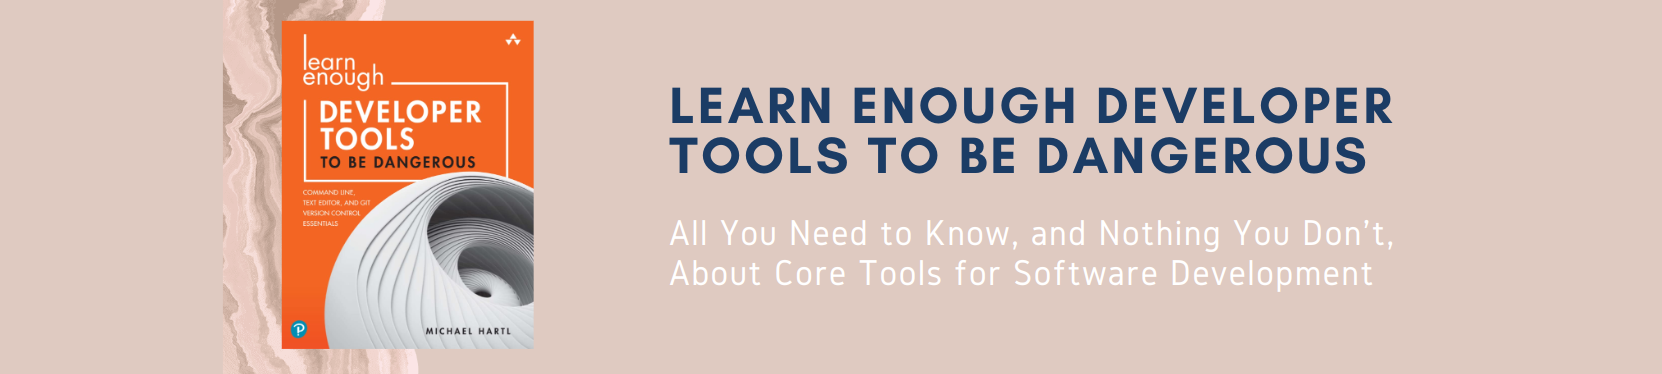 learn
enough
DEVELOPER
TOOLS
TO BE DANGEROUS
COMMAND LINE,
TEXT EDITOR, AND GIT
VERSION CONTROL
ESSENTIALS
MICHAEL HARTL
P
LEARN ENOUGH DEVELOPER
TOOLS TO BE DANGEROUS
All You Need to Know, and Nothing You Don’t,
About Core Tools for Software Development